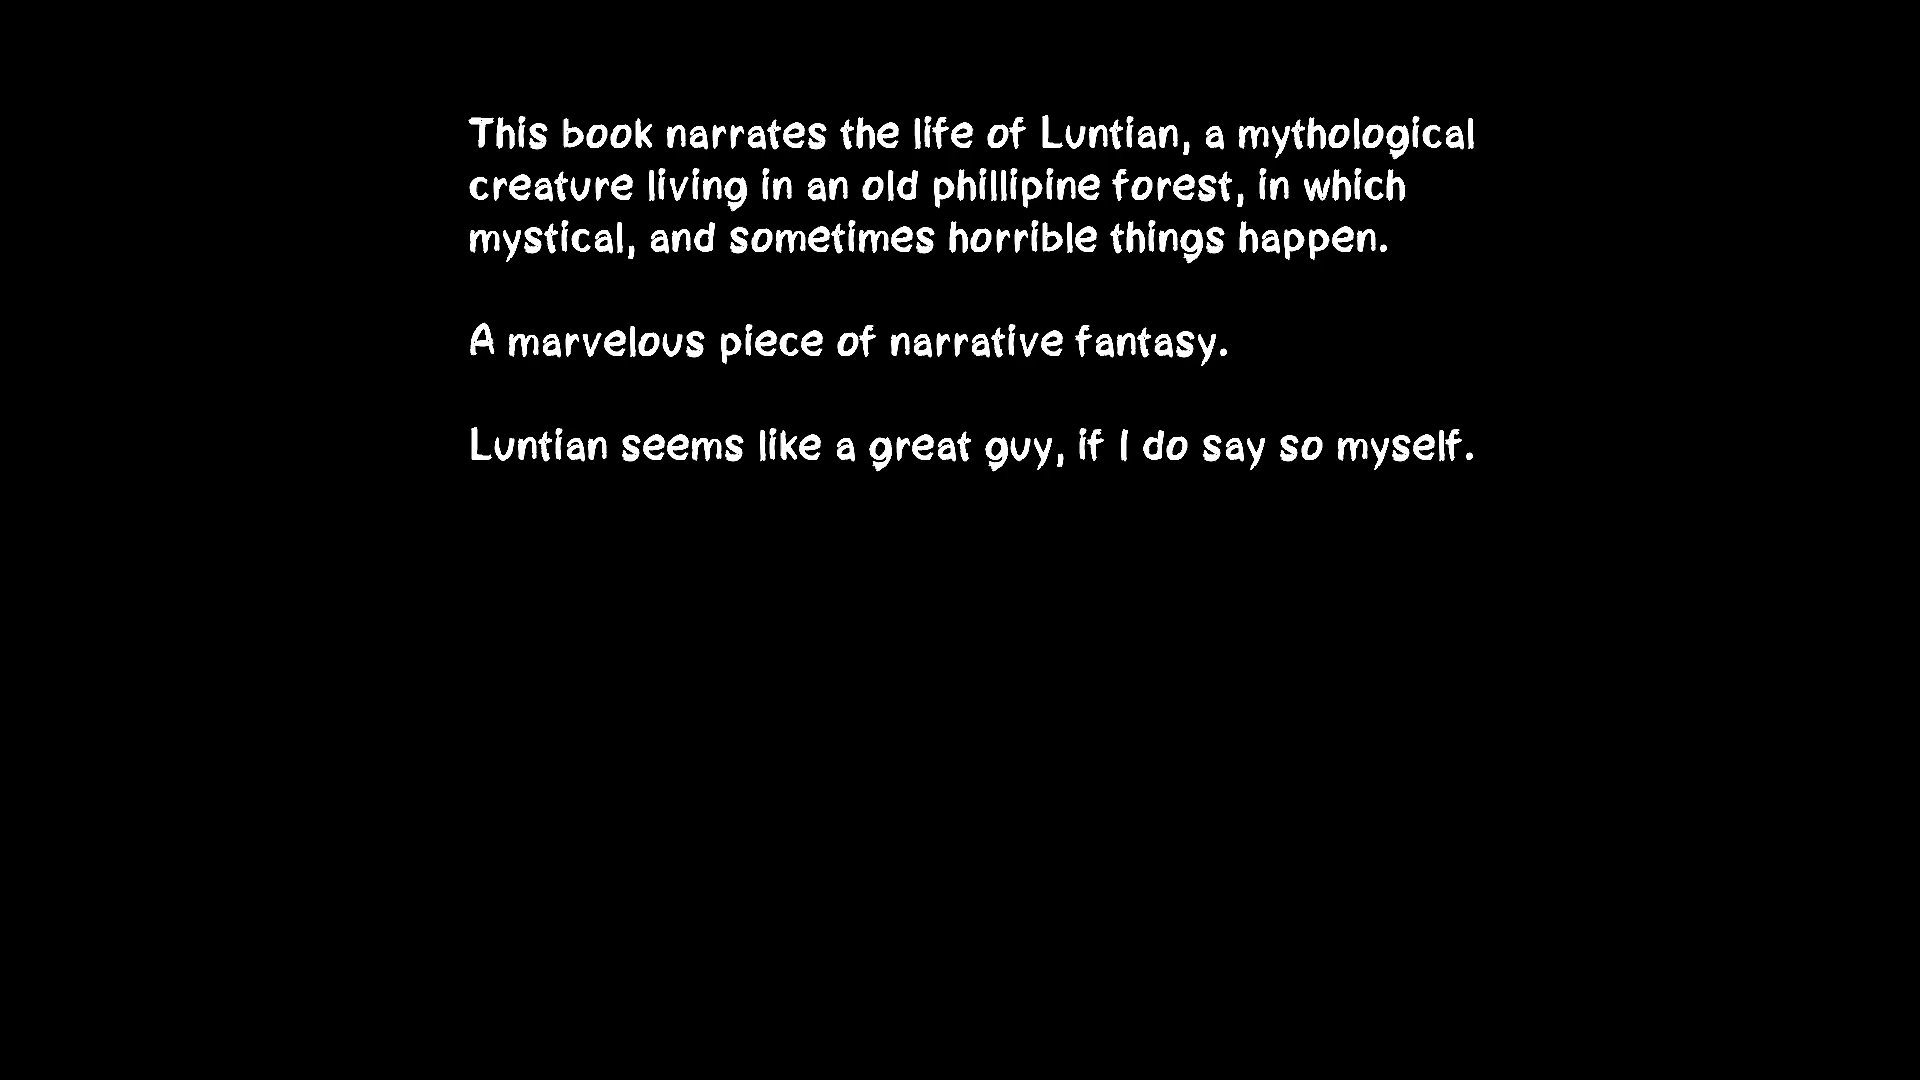 This book narrates the life of Luntian, a mythological
creature living in an old phillipine forest, in which
mystical, and sometimes horrible things happen.
A marvelous piece of narrative fantasy.
Luntian seems like a great guy, if I do say so myself.